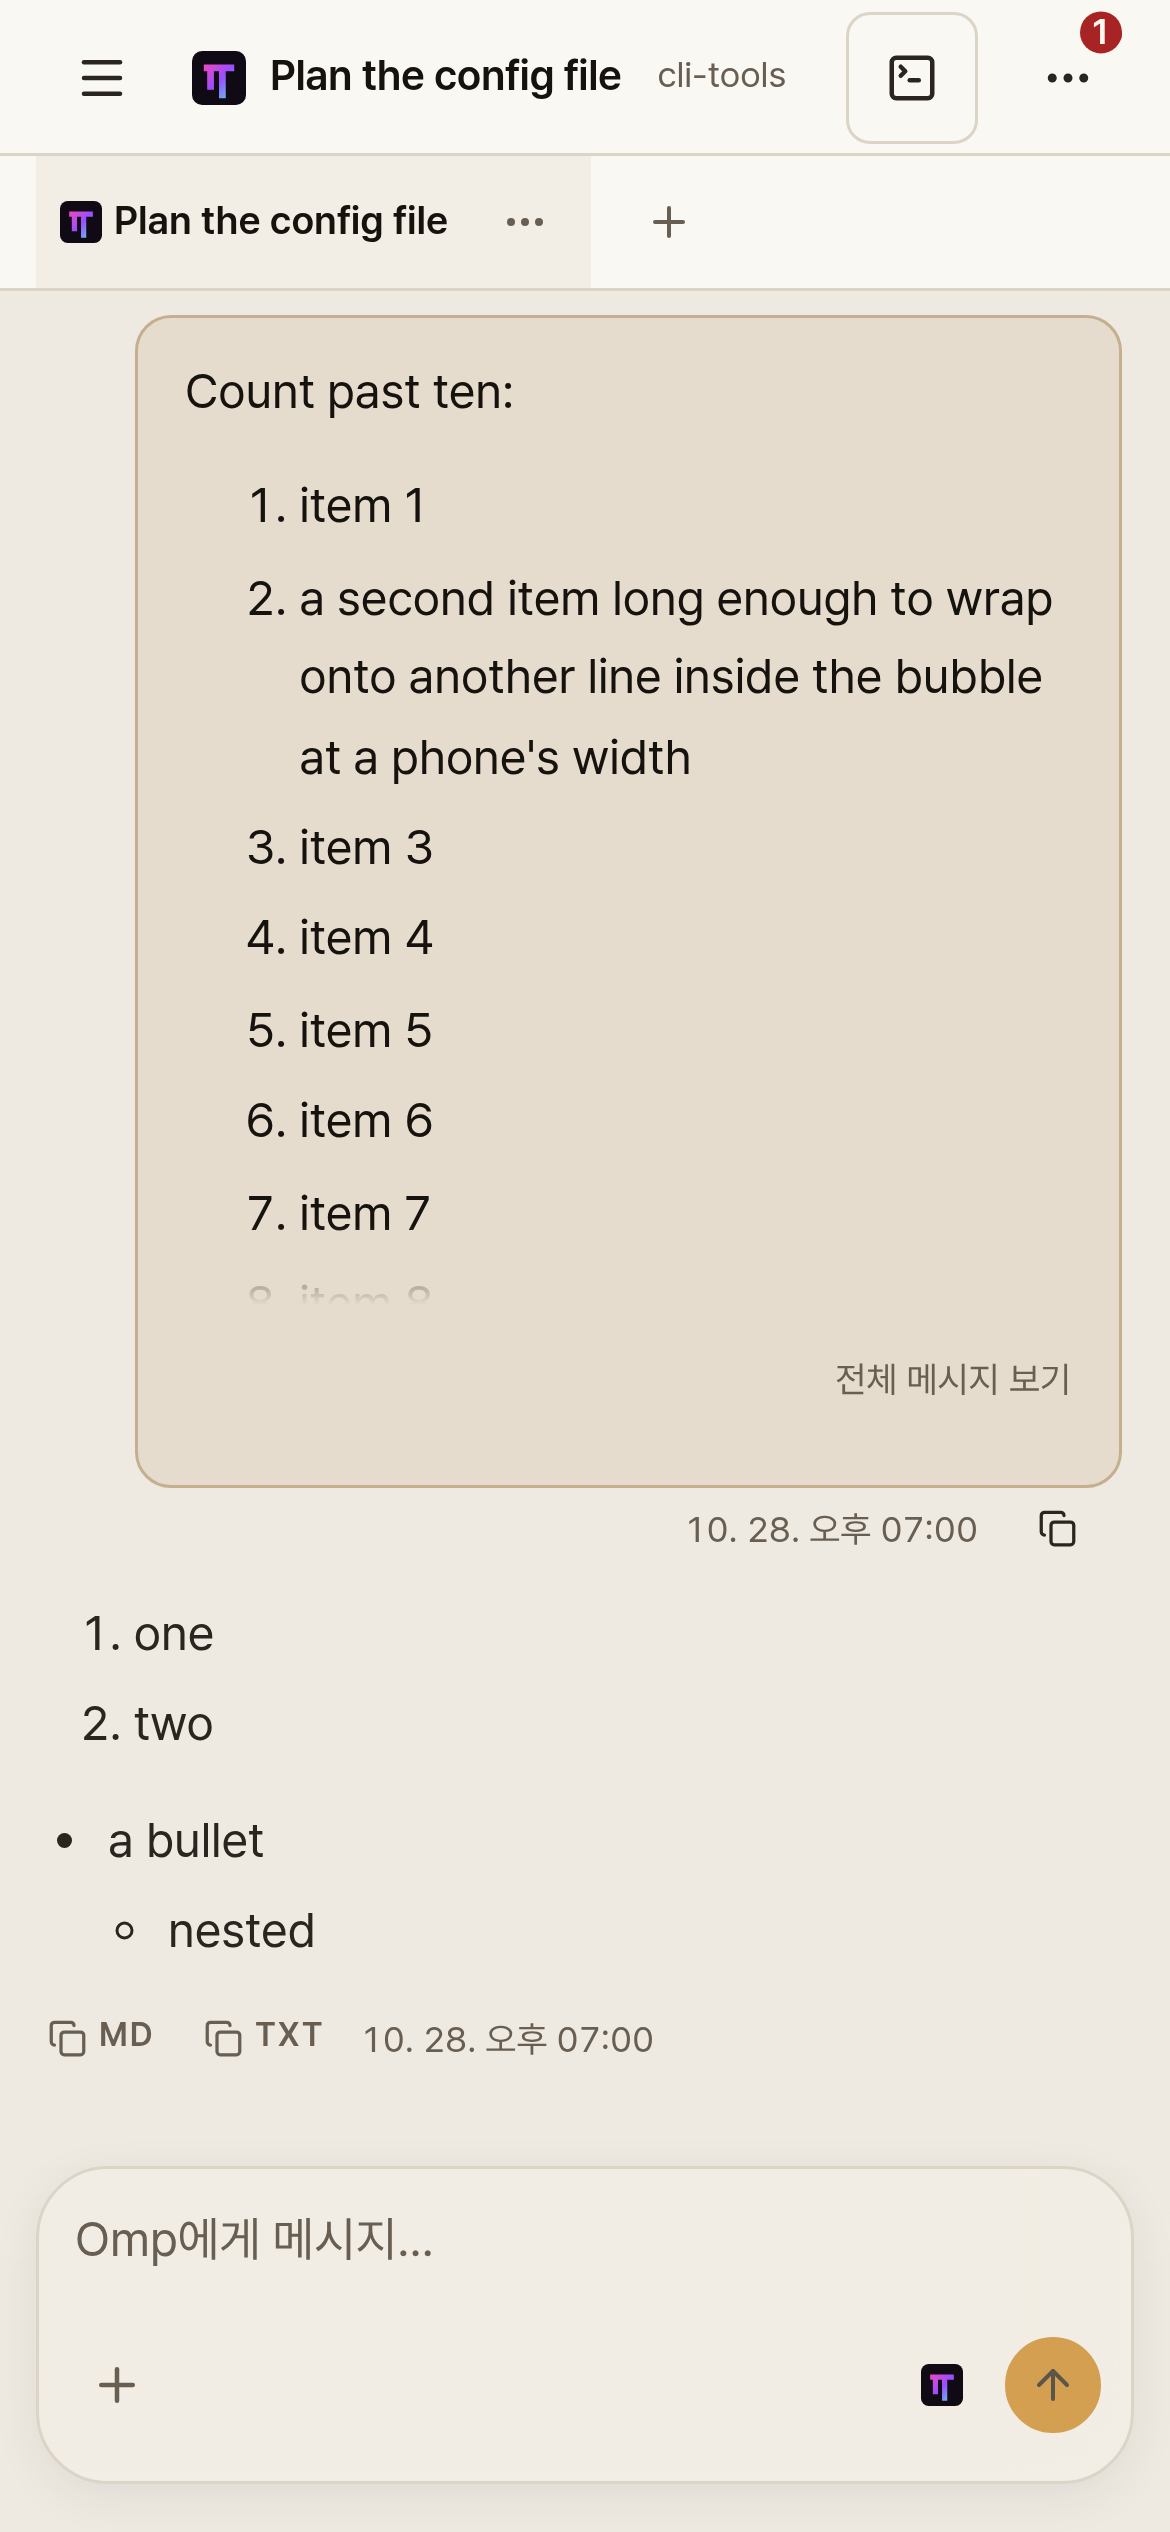 Plan the config file cli-tools
1
Plan the config file
Count past ten:
1. item 1
2. a second item long enough to wrap
onto another line inside the bubble
at a phone's width
3. item 3
4. item 4
5. item 5
6. item 6
7. item 7
8. item 8
전체 메시지 보기
10. 28. 오후 07:00
1. one
2. two
• a bullet
◦ nested
MD TXT 10. 28. 오후 07:00
Omp에게 메시지...